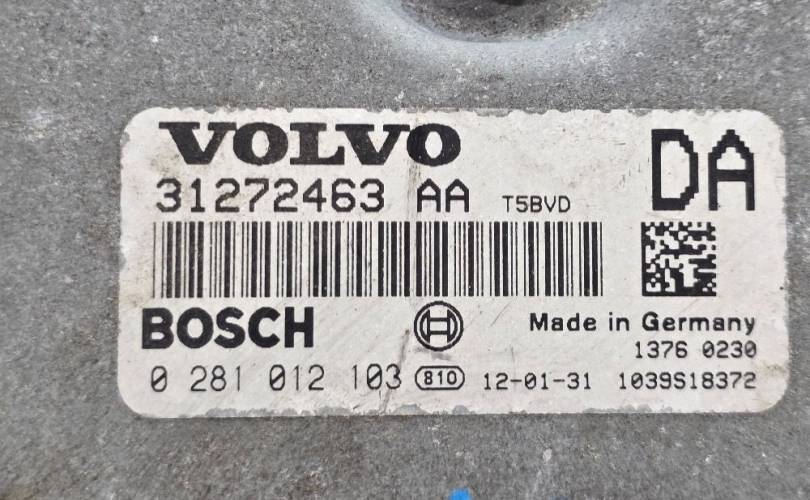 VOLVO
31272463 AA T5BVD DA
BOSCH
Made in Germany
1376 0230
0 281 012 103 810 12-01-31 1039S18372